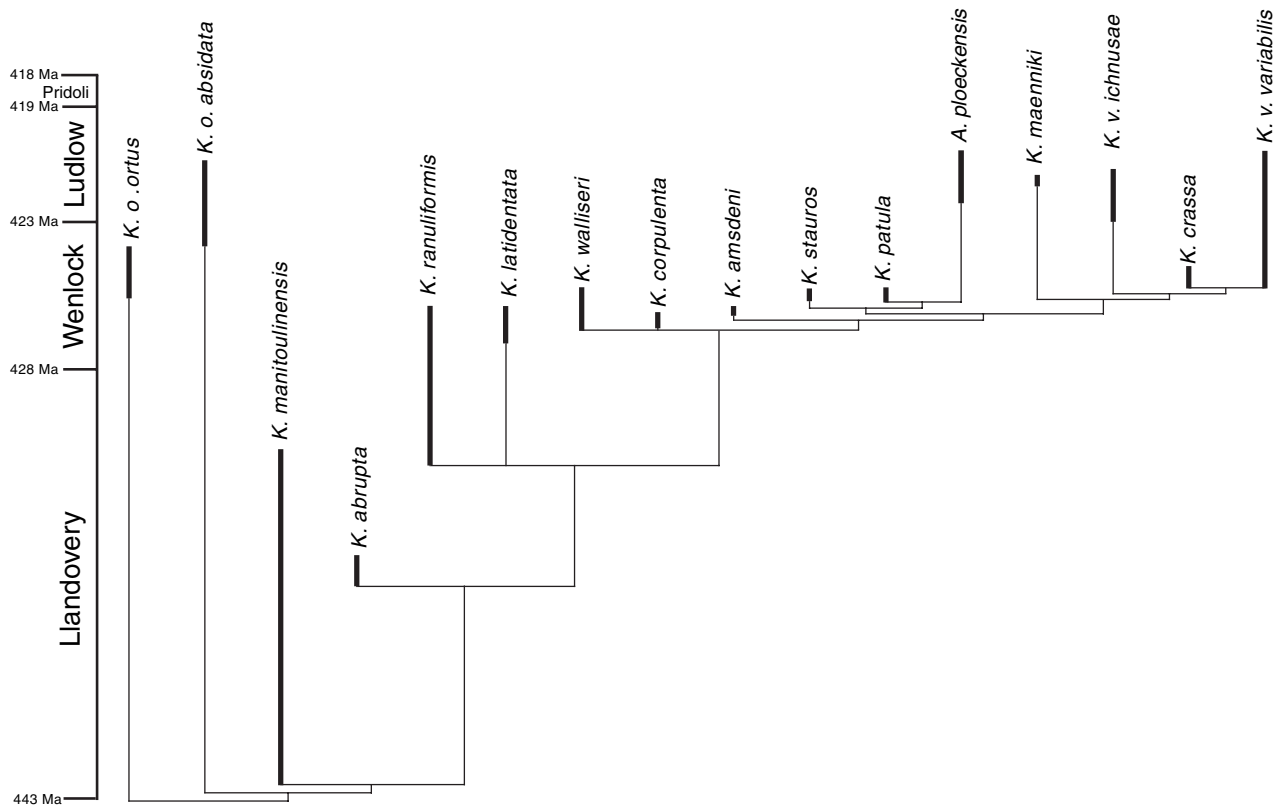 418 Ma
Pridoli
419 Ma
Ludlow
423 Ma
Wenlock
428 Ma
Llandovery
443 Ma
K. o .ortus
K. o. absidata
K. manitoulinensis
K. abrupta
K. ranuliformis
K. latidentata
K. walliseri
K. corpulenta
K. amsdeni
K. stauros
K. patula
A. ploeckensis
K. maenniki
K. v. ichnusae
K. crassa
K. v. variabilis